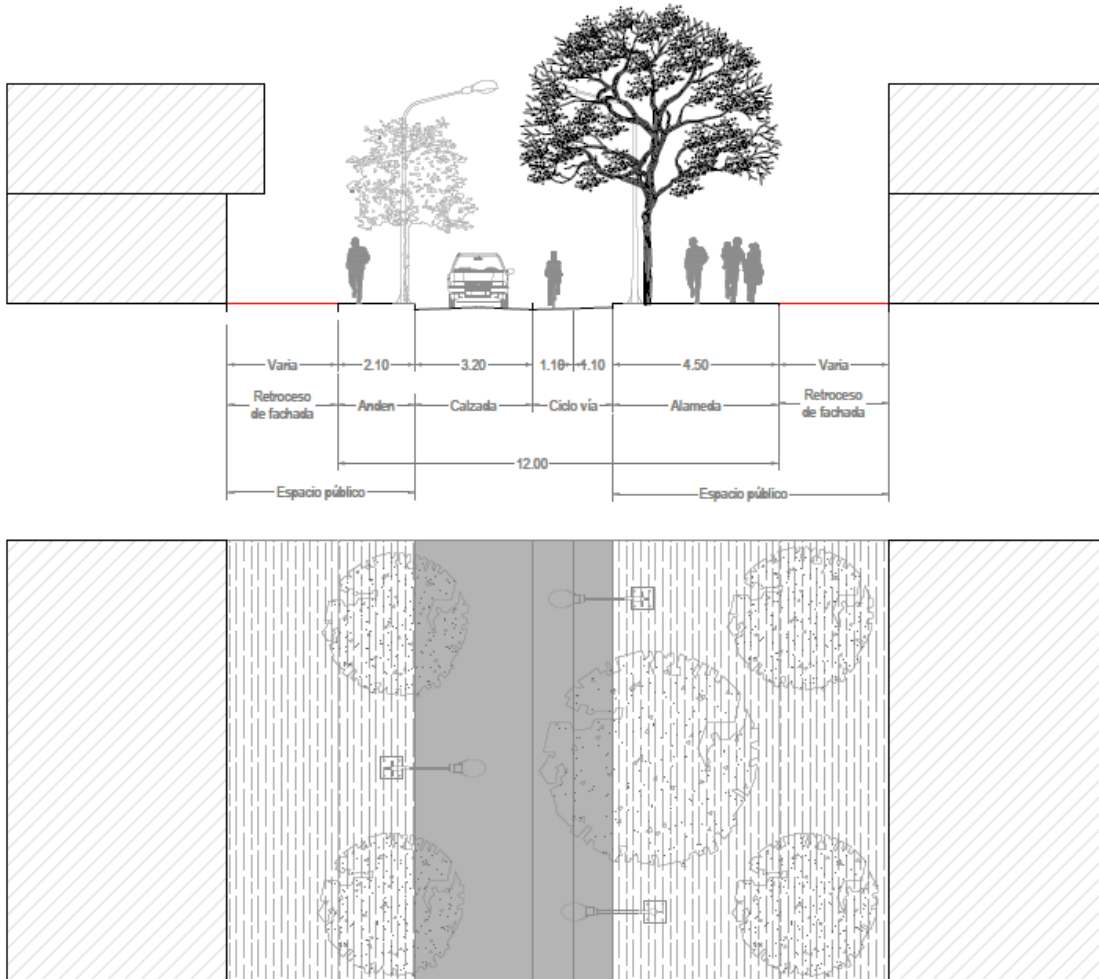 Varia 2.10 3.20 1.10 1.10 4.50 Varia
Retroceso
de fachada
Anden Calzada Ciclo vía Alameda
Retroceso
de fachada
12.00
Espacio público Espacio público